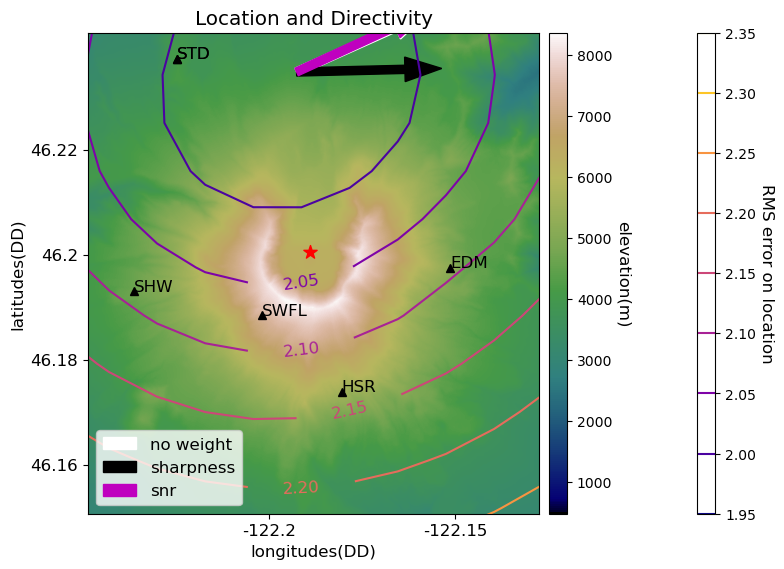 Location and Directivity
STD
46.22
46.2
46.18
46.16
latitudes(DD)
SHW
SWFL
EDM
HSR
2.05
2.10
2.15
2.20
no weight
sharpness
snr
-122.2
-122.15
longitudes(DD)
8000
7000
6000
5000
4000
3000
2000
1000
elevation(m)
2.35
2.30
2.25
2.20
2.15
2.10
2.05
2.00
1.95
RMS error on location